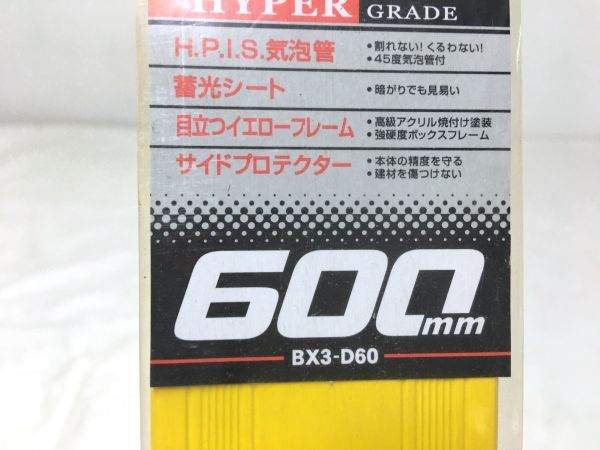 HYPER GRADE
H.P.I.S.気泡管
・割れない!くるわない!
・45度気泡管付
蓄光シート
・暗がりでも見易い
目立つイエローフレーム
・高級アクリル焼付け塗装
・強硬度ボックスフレーム
サイドプロテクター
・本体の精度を守る
・建材を傷つけない
600mm
BX3-D60